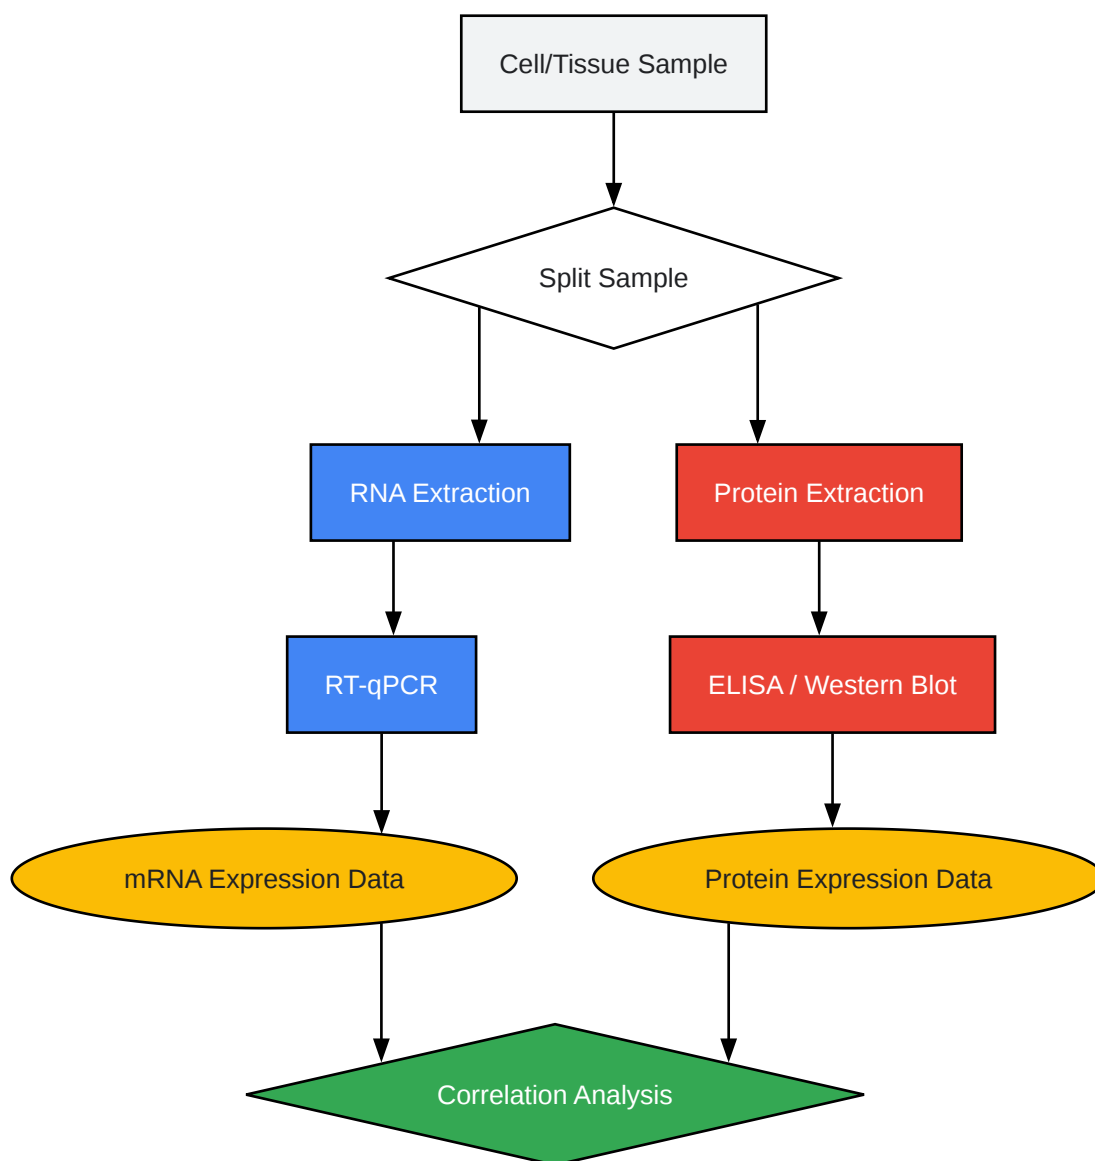 Cell/Tissue Sample
Split Sample
RNA Extraction
Protein Extraction
RT-qPCR
ELISA / Western Blot
mRNA Expression Data
Protein Expression Data
Correlation Analysis